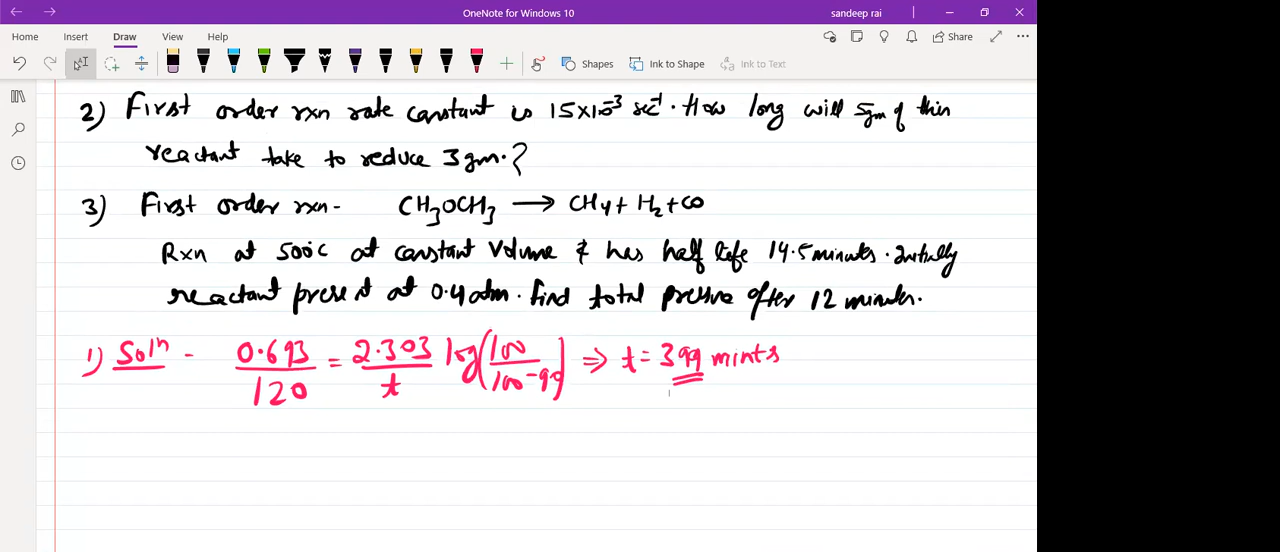 OneNote for Windows 10
sandeep rai
Home Insert Draw View Help
Share
Shapes Ink to Shape Ink to Text
2) First order rxn rate constant is 15x10⁻³ sec⁻¹. How long will 5gm of this
reactant take to reduce 3gm.?
3) First order rxn- CH₃OCH₃ → CH₄ + H₂ + CO
Rxn at 500°C at constant volume & has half life 14.5 minutes. Initially
reactant present at 0.4 atm. find total pressure after 12 minutes.
1) Soln - 0.693/120 = 2.303/t log(100/100-90) ⇒ t = 399 mints